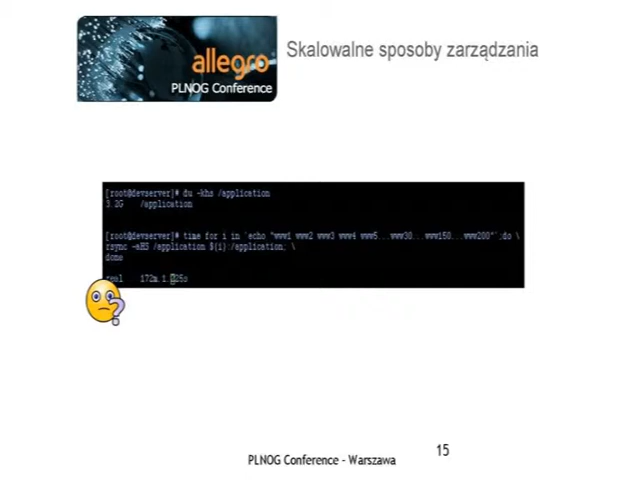 allegro
PLNOG Conference
Skalowalne sposoby zarządzania
[root@devserver]# du -khs /application
3.2G /application
[root@devserver]# time for i in `echo "www1 www2 www3 www4 www5...www30...www150...www200"`;do \
rsync -aHS /application ${i}:/application; \
done
real 172m.1.025s
PLNOG Conference - Warszawa
15